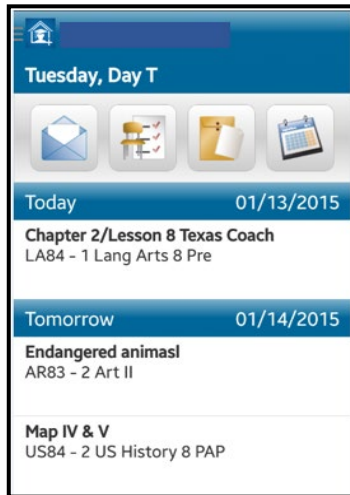 Tuesday, Day T
Today 01/13/2015
Chapter 2/Lesson 8 Texas Coach
LA84 - 1 Lang Arts 8 Pre
Tomorrow 01/14/2015
Endangered animasl
AR83 - 2 Art II
Map IV & V
US84 - 2 US History 8 PAP